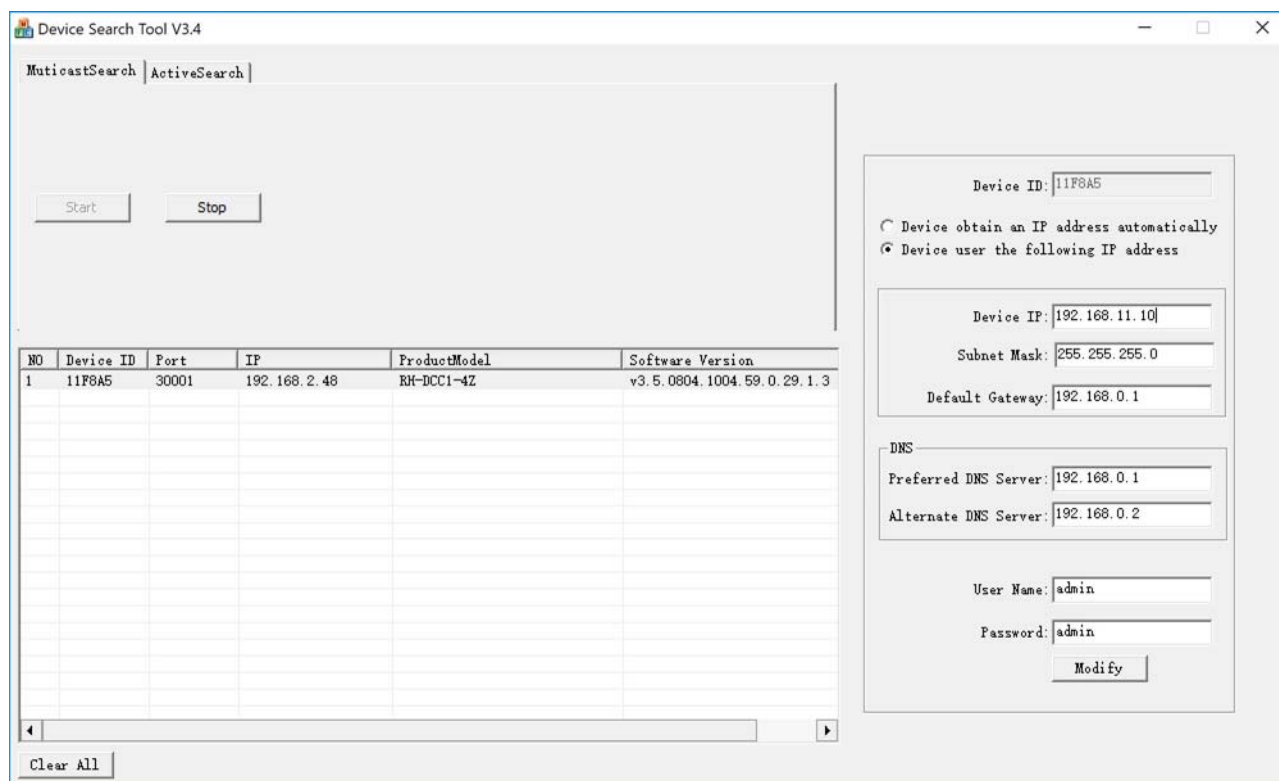 Device Search Tool V3.4
MuticastSearch ActiveSearch
Start Stop
NO Device ID Port IP ProductModel Software Version
1 11F8A5 30001 192.168.2.48 RH-DCC1-4Z v3.5.0804.1004.59.0.29.1.3
Clear All
Device ID: 11F8A5
Device obtain an IP address automatically
Device user the following IP address
Device IP: 192.168.11.10
Subnet Mask: 255.255.255.0
Default Gateway: 192.168.0.1
DNS
Preferred DNS Server: 192.168.0.1
Alternate DNS Server: 192.168.0.2
User Name: admin
Password: admin
Modify